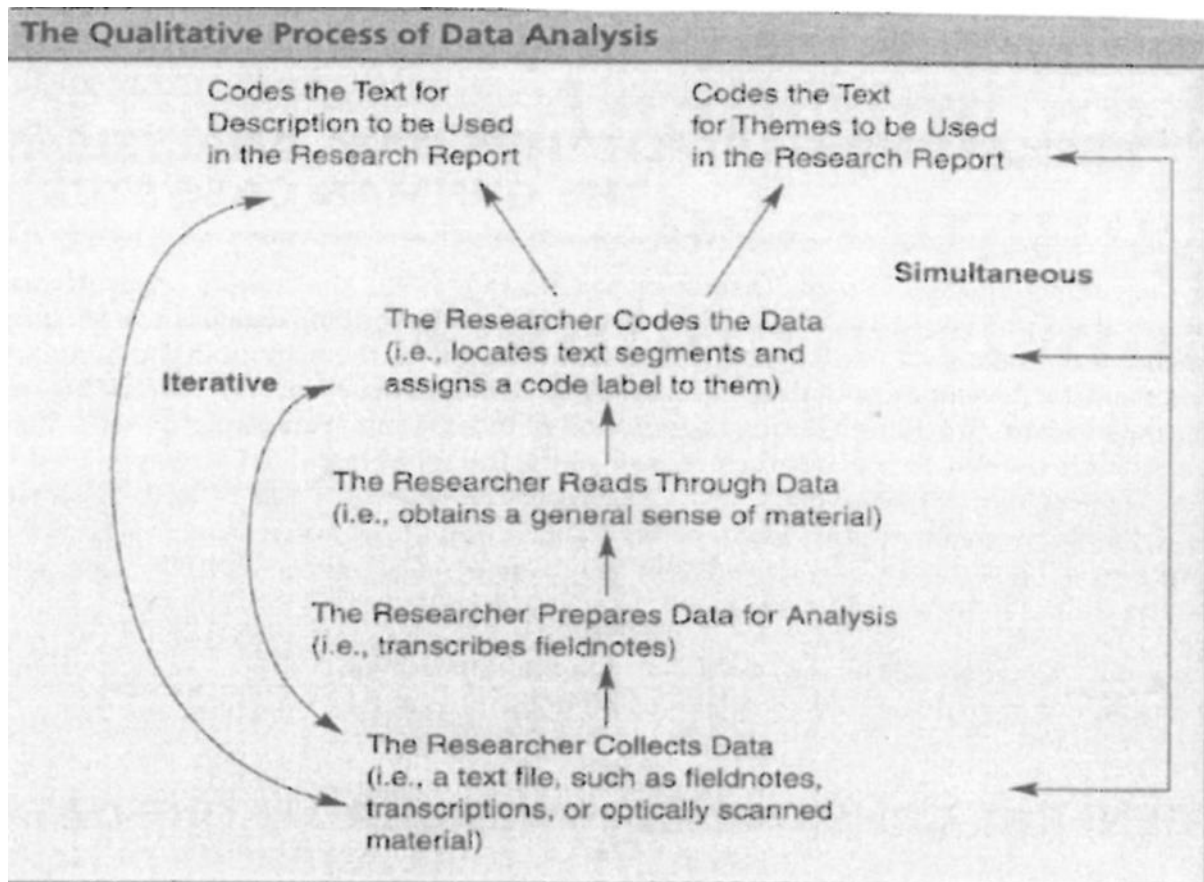 The Qualitative Process of Data Analysis
Codes the Text for
Description to be Used
in the Research Report
Codes the Text
for Themes to be Used
in the Research Report
Simultaneous
The Researcher Codes the Data
(i.e., locates text segments and
assigns a code label to them)
Iterative
The Researcher Reads Through Data
(i.e., obtains a general sense of material)
The Researcher Prepares Data for Analysis
(i.e., transcribes fieldnotes)
The Researcher Collects Data
(i.e., a text file, such as fieldnotes,
transcriptions, or optically scanned
material)